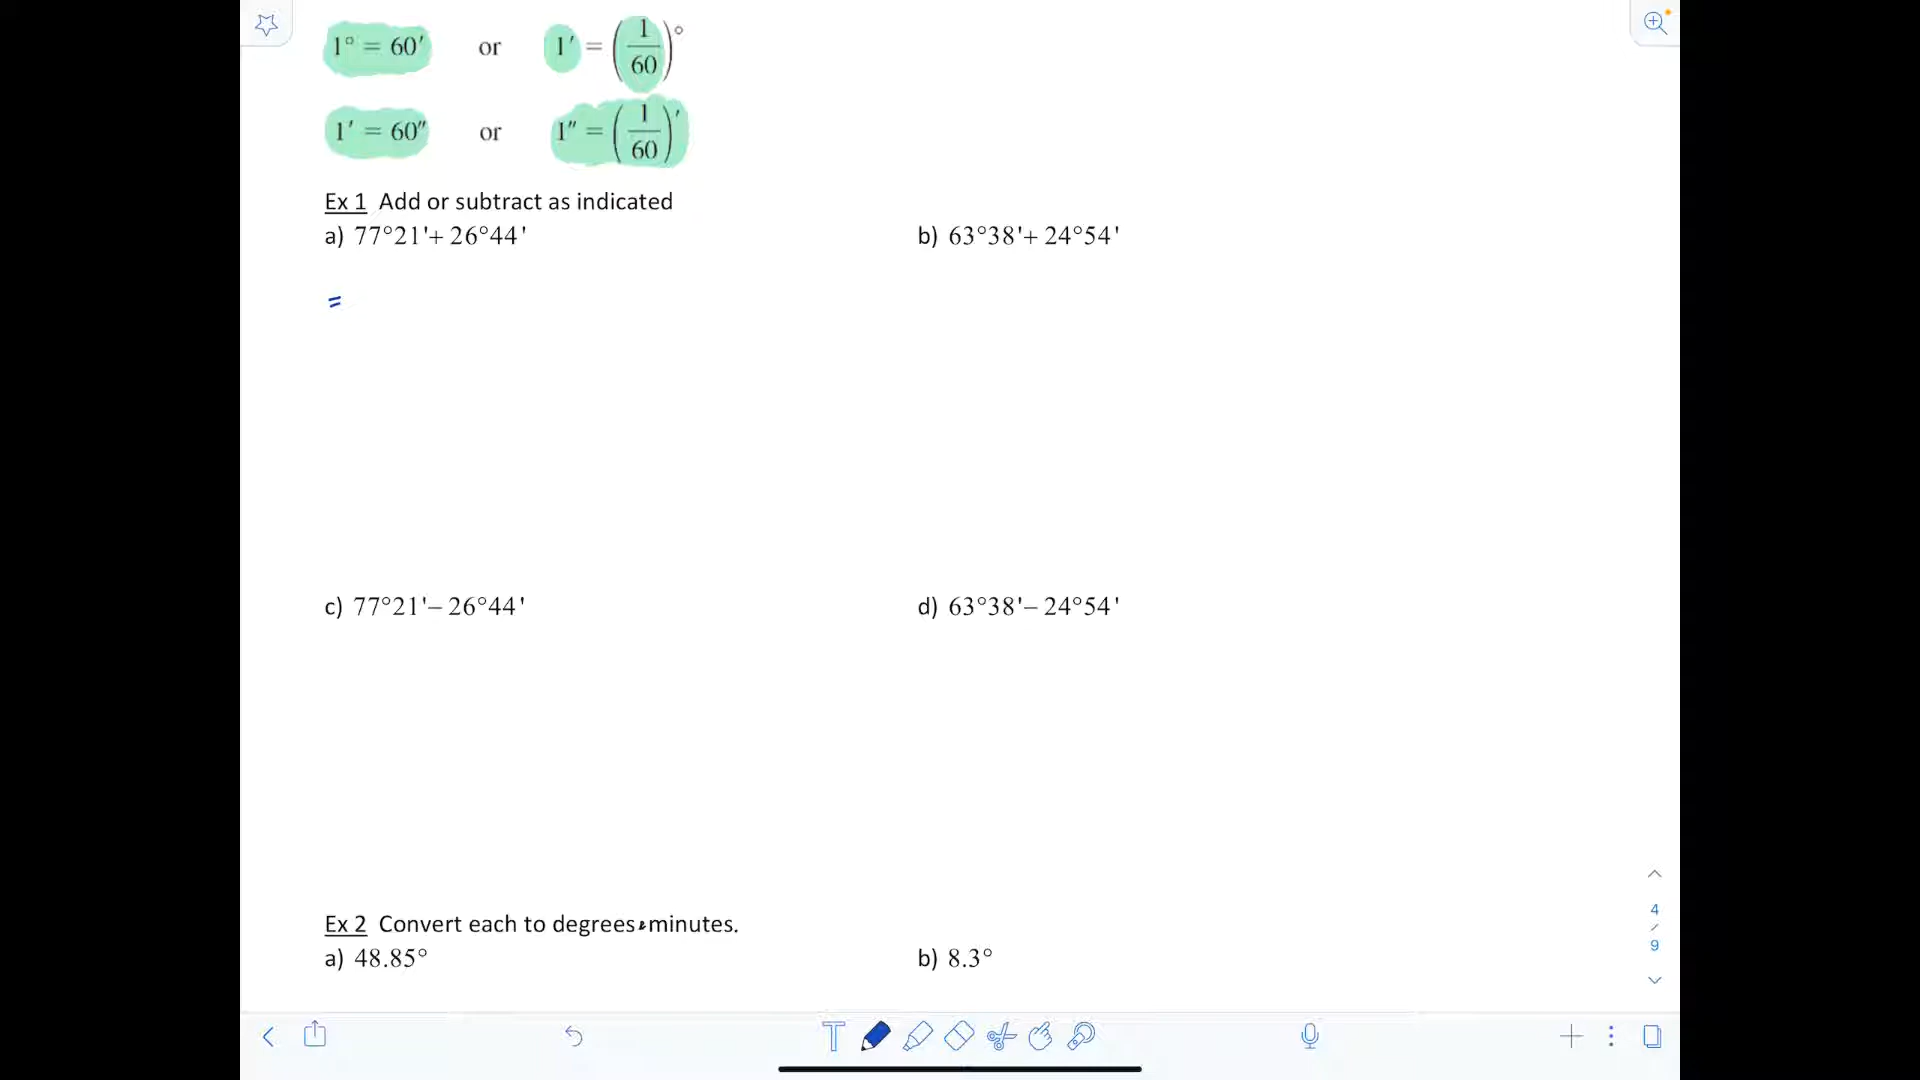 1° = 60′ or 1′ = (1/60)°
1′ = 60″ or 1″ = (1/60)′
Ex 1 Add or subtract as indicated
a) 77°21'+ 26°44' b) 63°38'+ 24°54'
=
c) 77°21'– 26°44' d) 63°38'– 24°54'
Ex 2 Convert each to degrees minutes.
a) 48.85° b) 8.3°
4
/
9
T